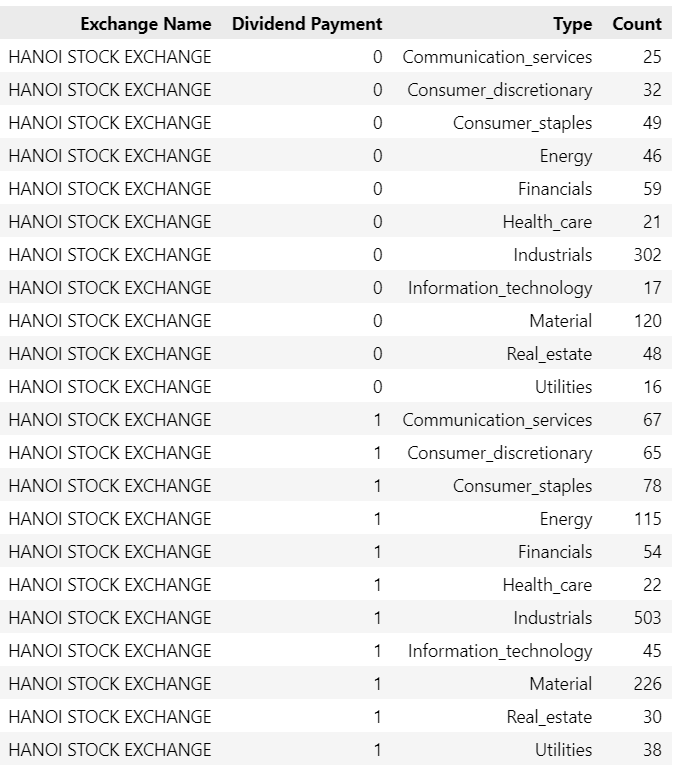 Exchange Name Dividend Payment Type Count
HANOI STOCK EXCHANGE 0 Communication_services 25
HANOI STOCK EXCHANGE 0 Consumer_discretionary 32
HANOI STOCK EXCHANGE 0 Consumer_staples 49
HANOI STOCK EXCHANGE 0 Energy 46
HANOI STOCK EXCHANGE 0 Financials 59
HANOI STOCK EXCHANGE 0 Health_care 21
HANOI STOCK EXCHANGE 0 Industrials 302
HANOI STOCK EXCHANGE 0 Information_technology 17
HANOI STOCK EXCHANGE 0 Material 120
HANOI STOCK EXCHANGE 0 Real_estate 48
HANOI STOCK EXCHANGE 0 Utilities 16
HANOI STOCK EXCHANGE 1 Communication_services 67
HANOI STOCK EXCHANGE 1 Consumer_discretionary 65
HANOI STOCK EXCHANGE 1 Consumer_staples 78
HANOI STOCK EXCHANGE 1 Energy 115
HANOI STOCK EXCHANGE 1 Financials 54
HANOI STOCK EXCHANGE 1 Health_care 22
HANOI STOCK EXCHANGE 1 Industrials 503
HANOI STOCK EXCHANGE 1 Information_technology 45
HANOI STOCK EXCHANGE 1 Material 226
HANOI STOCK EXCHANGE 1 Real_estate 30
HANOI STOCK EXCHANGE 1 Utilities 38